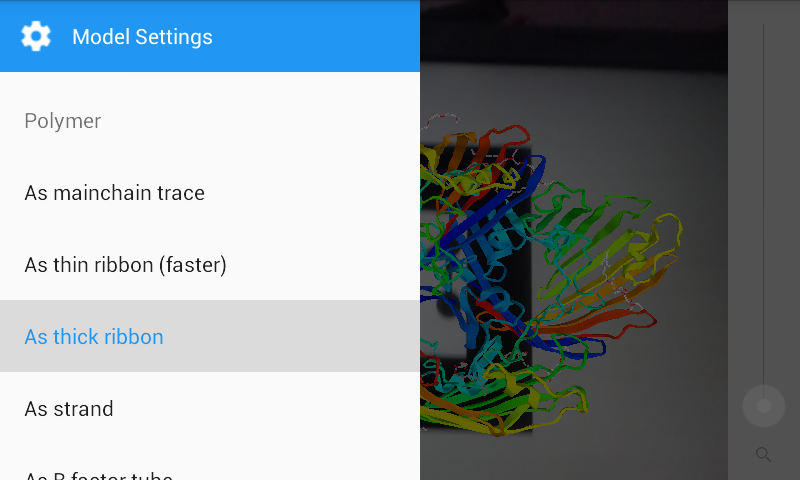 Model Settings
Polymer
As mainchain trace
As thin ribbon (faster)
As thick ribbon
As strand
As B factor tube